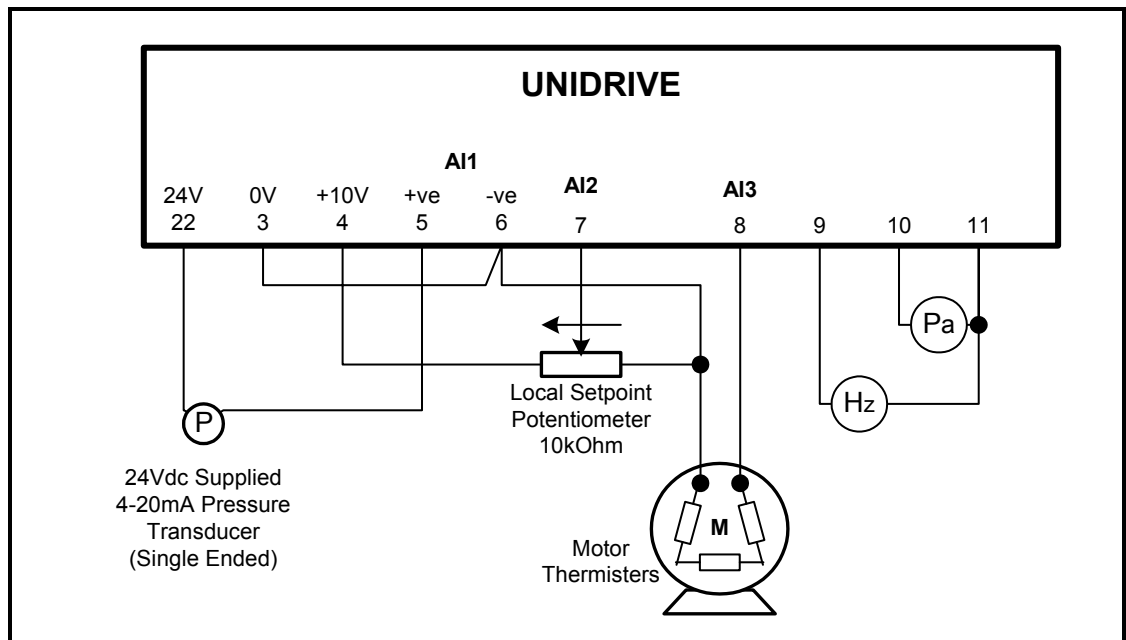 UNIDRIVE
AI1
AI2
AI3
24V 0V +10V +ve -ve
22 3 4 5 6 7 8 9 10 11
Pa
Hz
P
Local Setpoint
Potentiometer
10kOhm
24Vdc Supplied
4-20mA Pressure
Transducer
(Single Ended)
M
Motor
Thermisters